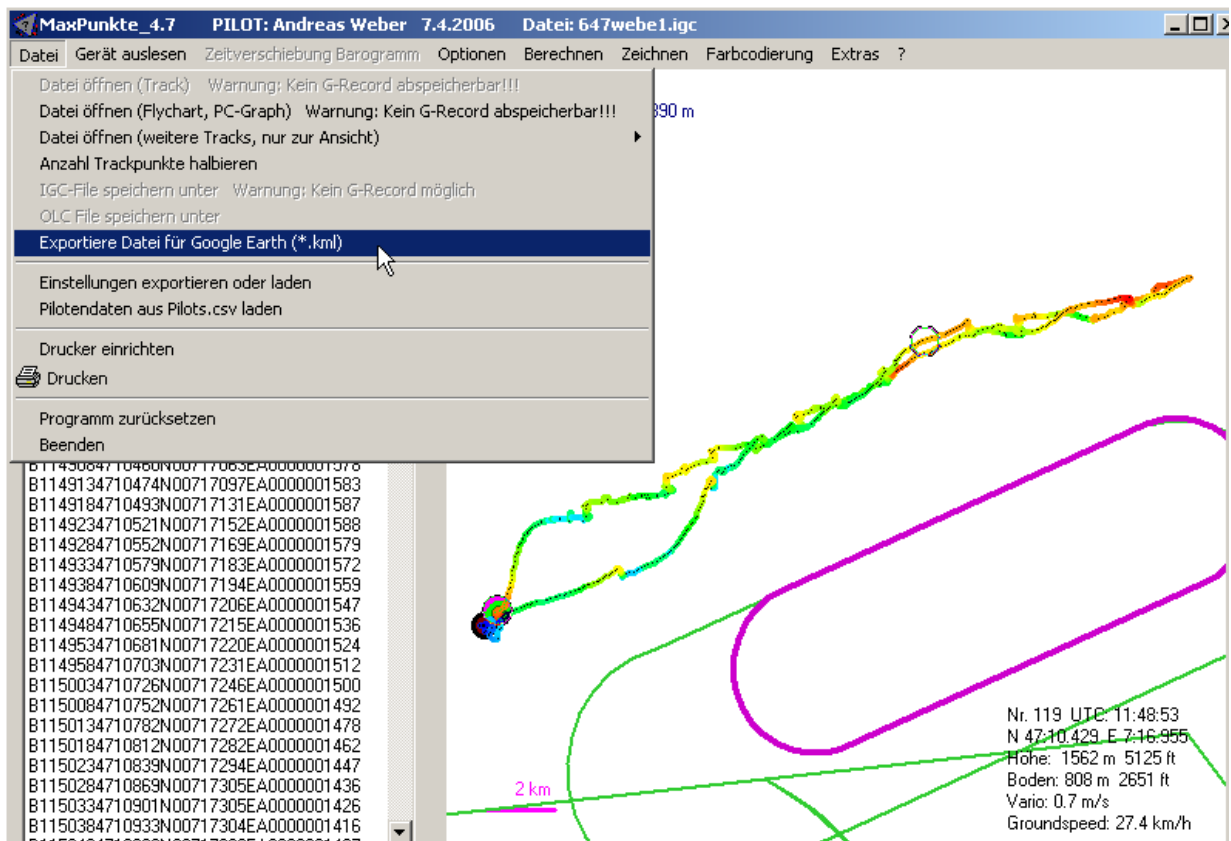 MaxPunkte_4.7 PILOT: Andreas Weber 7.4.2006 Datei: 647webe1.igc
Datei Gerät auslesen Zeitverschiebung Barogramm Optionen Berechnen Zeichnen Farbcodierung Extras ?
Datei öffnen (Track) Warnung: Kein G-Record abspeicherbar!!!
Datei öffnen (Flychart, PC-Graph) Warnung: Kein G-Record abspeicherbar!!!
390 m
Datei öffnen (weitere Tracks, nur zur Ansicht)
Anzahl Trackpunkte halbieren
IGC-File speichern unter Warnung: Kein G-Record möglich
OLC File speichern unter
Exportiere Datei für Google Earth (*.kml)
Einstellungen exportieren oder laden
Pilotendaten aus Pilots.csv laden
Drucker einrichten
Drucken
Programm zurücksetzen
Beenden
B1149084710460N00717063EA0000001578
B1149134710474N00717097EA0000001583
B1149184710493N00717131EA0000001587
B1149234710521N00717152EA0000001588
B1149284710552N00717169EA0000001579
B1149334710579N00717183EA0000001572
B1149384710609N00717194EA0000001559
B1149434710632N00717206EA0000001547
B1149484710655N00717215EA0000001536
B1149534710681N00717220EA0000001524
B1149584710703N00717231EA0000001512
B1150034710726N00717246EA0000001500
B1150084710752N00717261EA0000001492
B1150134710782N00717272EA0000001478
B1150184710812N00717282EA0000001462
B1150234710839N00717294EA0000001447
B1150284710869N00717305EA0000001436
B1150334710901N00717305EA0000001426
B1150384710933N00717304EA0000001416
2 km
Nr. 119 UTC: 11:48:53
N 47:10.429 E 7:16.955
Höhe: 1562 m 5125 ft
Boden: 808 m 2651 ft
Vario: 0.7 m/s
Groundspeed: 27.4 km/h